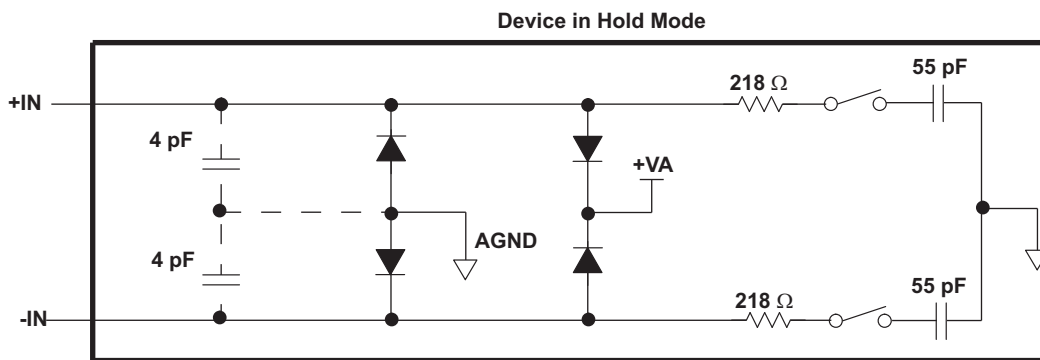 Device in Hold Mode
55 pF
218 Ω
+IN
4 pF
+VA
AGND
4 pF
55 pF
218 Ω
-IN